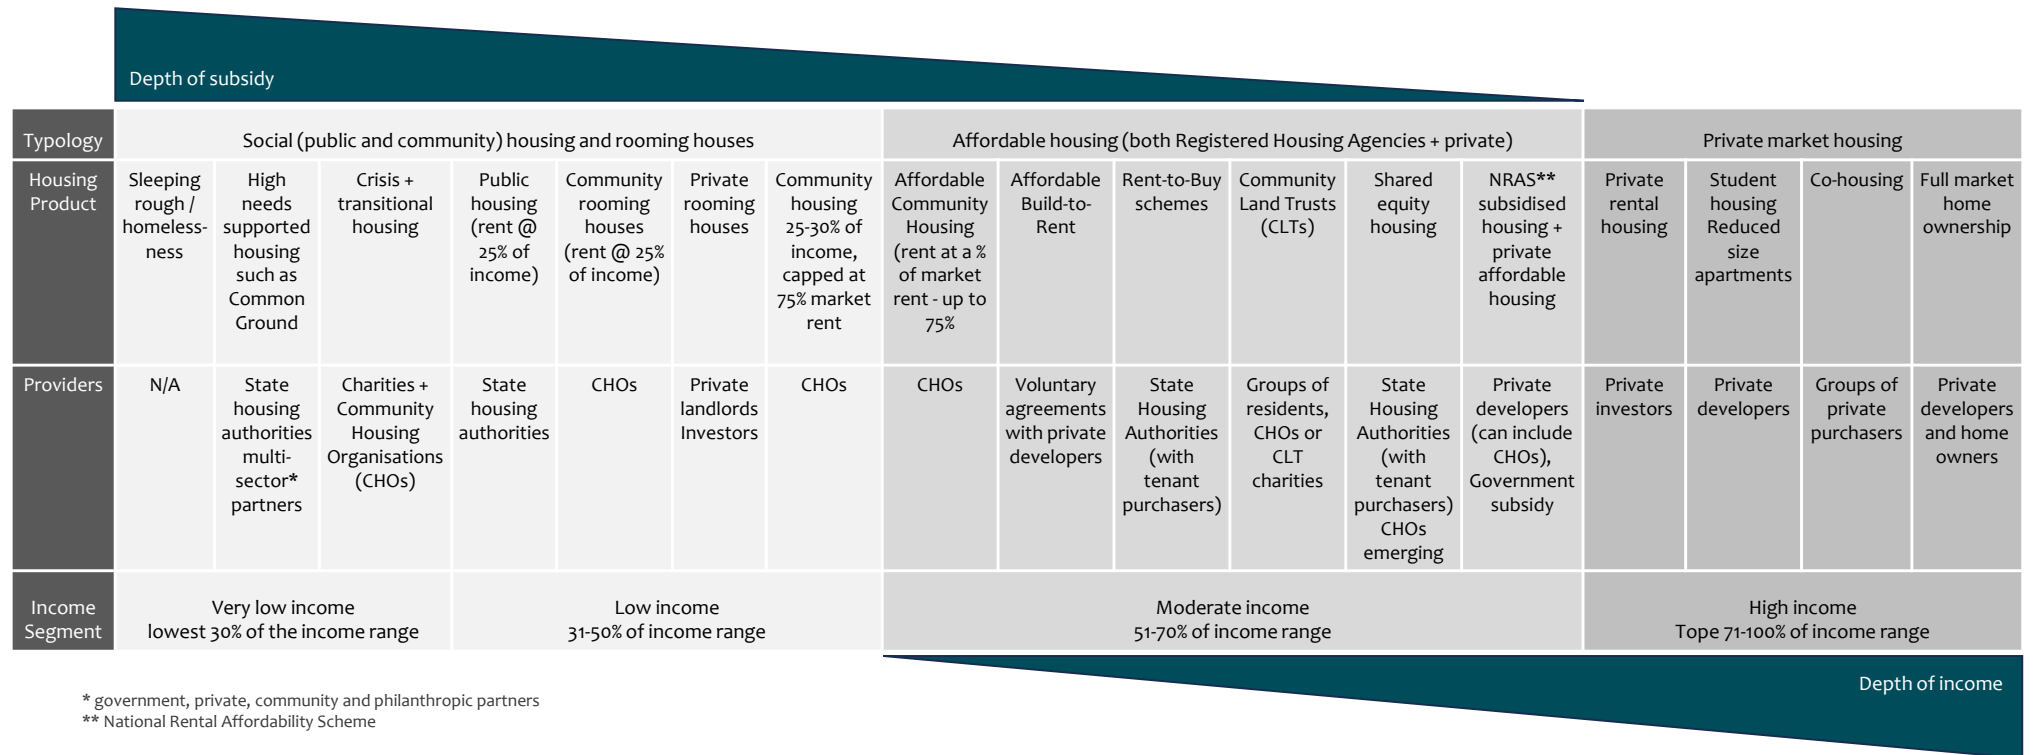 Depth of subsidy
Typology
Social (public and community) housing and rooming houses
Affordable housing (both Registered Housing Agencies + private)
Private market housing
Housing
Product
Sleeping
rough /
homeless-
ness
High
needs
supported
housing
such as
Common
Ground
Crisis +
transitional
housing
Public
housing
(rent @
25% of
income)
Community
rooming
houses
(rent @ 25%
of income)
Private
rooming
houses
Community
housing
25-30% of
income,
capped at
75% market
rent
Affordable
Community
Housing
(rent at a %
of market
rent - up to
75%
Affordable
Build-to-
Rent
Rent-to-Buy
schemes
Community
Land Trusts
(CLTs)
Shared
equity
housing
NRAS**
subsidised
housing +
private
affordable
housing
Private
rental
housing
Student
housing
Reduced
size
apartments
Co-housing
Full market
home
ownership
Providers
N/A
State
housing
authorities
multi-
sector*
partners
Charities +
Community
Housing
Organisations
(CHOs)
State
housing
authorities
CHOs
Private
landlords
Investors
CHOs
CHOs
Voluntary
agreements
with private
developers
State
Housing
Authorities
(with
tenant
purchasers)
Groups of
residents,
CHOs or
CLT
charities
State
Housing
Authorities
(with
tenant
purchasers)
CHOs
emerging
Private
developers
(can include
CHOs),
Government
subsidy
Private
investors
Private
developers
Groups of
private
purchasers
Private
developers
and home
owners
Income
Segment
Very low income
lowest 30% of the income range
Low income
31-50% of income range
Moderate income
51-70% of income range
High income
Tope 71-100% of income range
Depth of income
* government, private, community and philanthropic partners
** National Rental Affordability Scheme